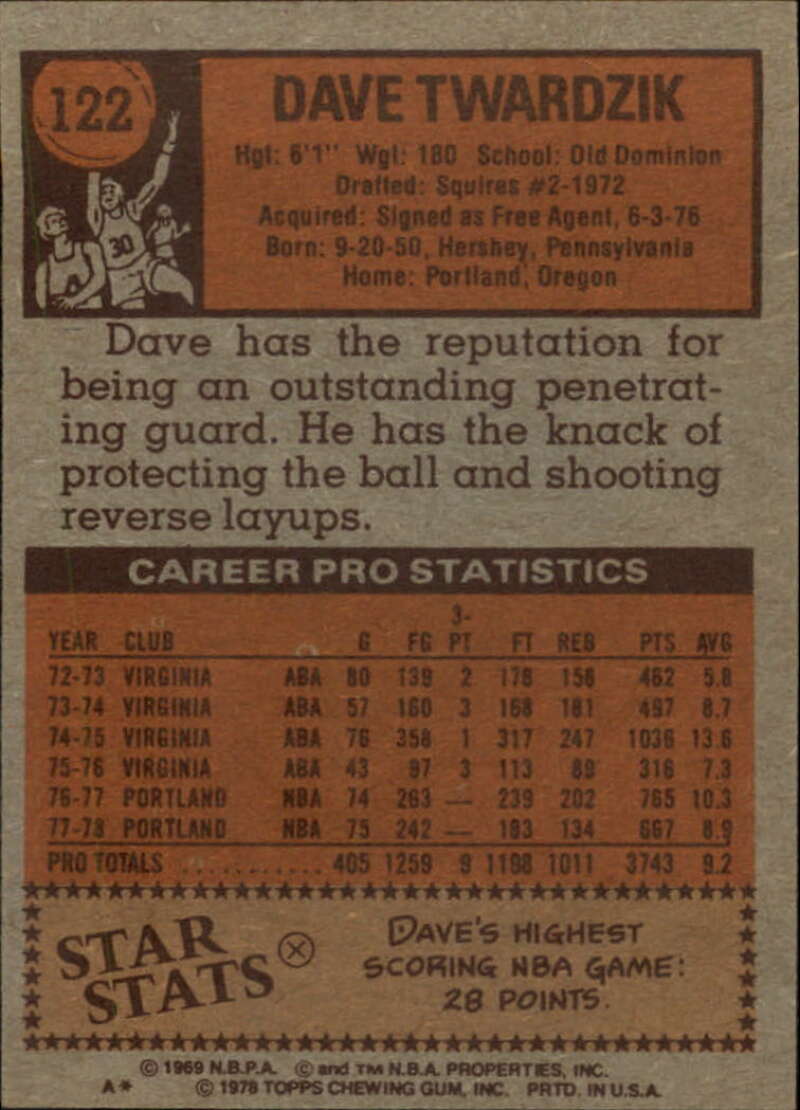 122
30
DAVE TWARDZIK
Hgt: 6'1" Wgt: 180 School: Old Dominion
Drafted: Squires #2-1972
Acquired: Signed as Free Agent, 6-3-76
Born: 9-20-50, Hershey, Pennsylvania
Home: Portland, Oregon
Dave has the reputation for
being an outstanding penetrat-
ing guard. He has the knack of
protecting the ball and shooting
reverse layups.
CAREER PRO STATISTICS
YEAR CLUB G FG 3-PT FT REB PTS AVG
72-73 VIRGINIA ABA 80 139 2 178 156 462 5.8
73-74 VIRGINIA ABA 57 160 3 168 181 497 8.7
74-75 VIRGINIA ABA 76 358 1 317 247 1036 13.6
75-76 VIRGINIA ABA 43 97 3 113 89 316 7.3
76-77 PORTLAND NBA 74 263 — 239 202 765 10.3
77-78 PORTLAND NBA 75 242 — 183 134 667 8.9
PRO TOTALS ............ 405 1259 9 1198 1011 3743 9.2
STAR
STATS
DAVE'S HIGHEST
SCORING NBA GAME:
28 POINTS.
© 1969 N.B.P.A. © and TM N.B.A. PROPERTIES, INC.
A* © 1978 TOPPS CHEWING GUM, INC. PRTD. IN U.S.A.